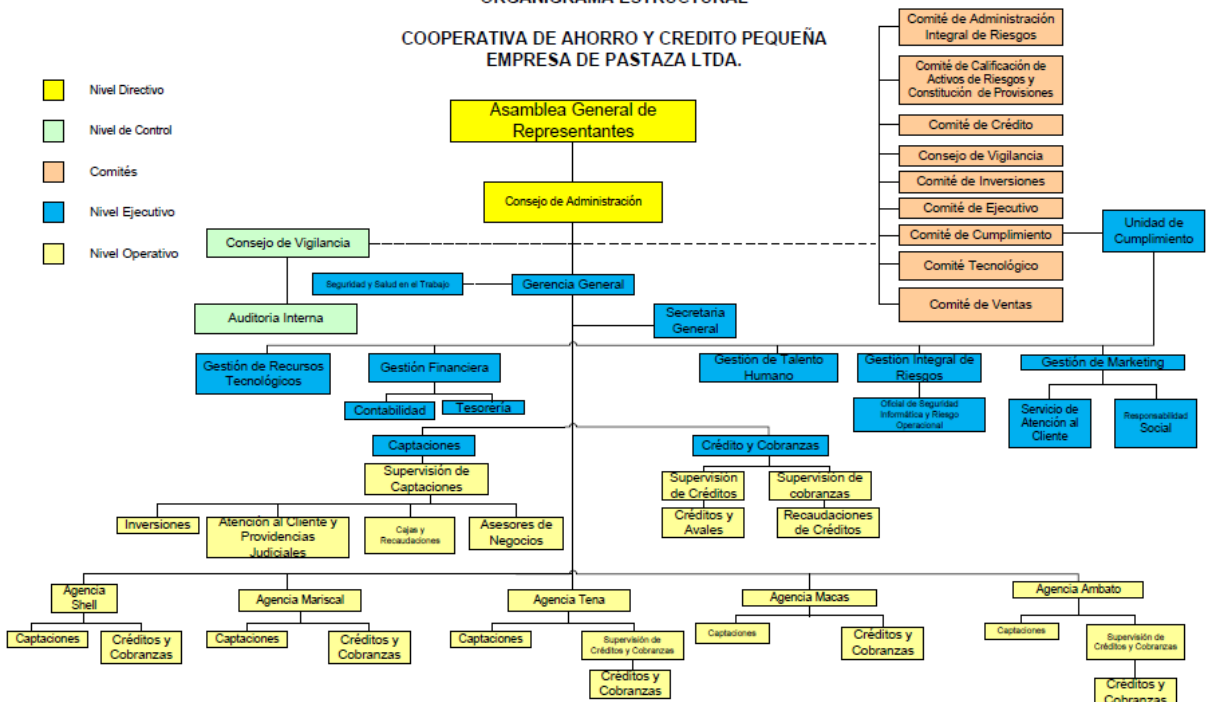 ORGANIGRAMA ESTRUCTURAL
COOPERATIVA DE AHORRO Y CREDITO PEQUEÑA
EMPRESA DE PASTAZA LTDA.
Nivel Directivo
Nivel de Control
Comités
Nivel Ejecutivo
Nivel Operativo
Comité de Administración
Integral de Riesgos
Comité de Calificación de
Activos de Riesgos y
Constitución de Provisiones
Comité de Crédito
Consejo de Vigilancia
Comité de Inversiones
Comité de Ejecutivo
Comité de Cumplimiento
Comité Tecnológico
Comité de Ventas
Unidad de
Cumplimiento
Asamblea General de
Representantes
Consejo de Administración
Consejo de Vigilancia
Auditoria Interna
Seguridad y Salud en el Trabajo
Gerencia General
Secretaria
General
Gestión de Recursos
Tecnológicos
Gestión Financiera
Contabilidad
Tesorería
Gestión de Talento
Humano
Gestión Integral de
Riesgos
Oficial de Seguridad
Informática y Riesgo
Operacional
Gestión de Marketing
Servicio de
Atención al
Cliente
Responsabilidad
Social
Captaciones
Supervisión de
Captaciones
Inversiones
Atención al Cliente y
Providencias
Judiciales
Cajas y
Recaudaciones
Asesores de
Negocios
Crédito y Cobranzas
Supervisión
de Créditos
Créditos y
Avales
Supervisión de
cobranzas
Recaudaciones
de Créditos
Agencia
Shell
Captaciones
Créditos y
Cobranzas
Agencia Mariscal
Captaciones
Créditos y
Cobranzas
Agencia Tena
Captaciones
Supervisión de
Créditos y Cobranzas
Créditos y
Cobranzas
Agencia Macas
Captaciones
Créditos y
Cobranzas
Agencia Ambato
Captaciones
Supervisión de
Créditos y Cobranzas
Créditos y
Cobranzas